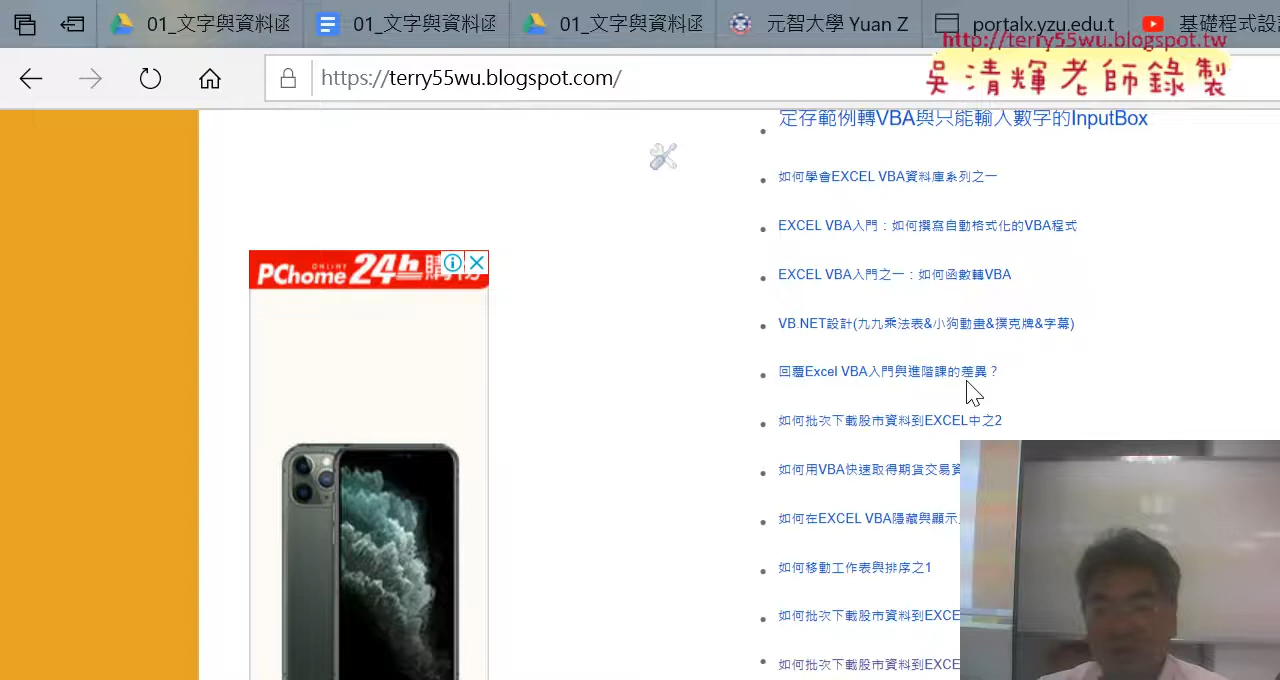 01_文字與資料函
01_文字與資料函
01_文字與資料函
元智大學 Yuan Z
portalx.yzu.edu.t
基礎程式設
https://terry55wu.blogspot.com/
http://terry55wu.blogspot.tw
吳清輝老師錄製
定存範例轉VBA與只能輸入數字的InputBox
如何學會EXCEL VBA資料庫系列之一
EXCEL VBA入門：如何撰寫自動格式化的VBA程式
PChome ONLINE 24h購物
EXCEL VBA入門之一：如何函數轉VBA
VB.NET設計(九九乘法表&小狗動畫&撲克牌&字幕)
回覆Excel VBA入門與進階課的差異？
如何批次下載股市資料到EXCEL中之2
如何用VBA快速取得期貨交易資
如何在EXCEL VBA隱藏與顯示
如何移動工作表與排序之1
如何批次下載股市資料到EXCE
如何批次下載股市資料到EXCE